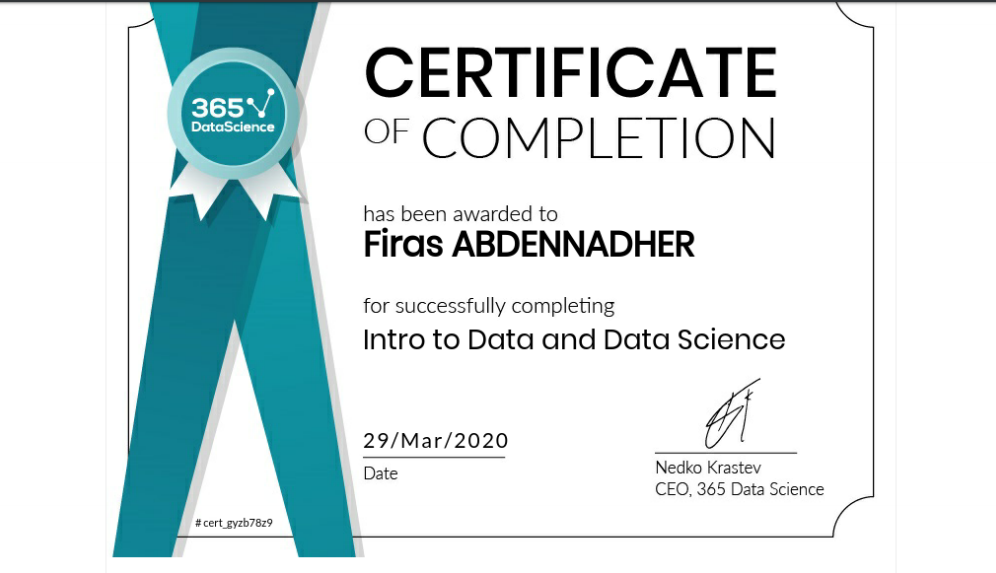 365
DataScience
CERTIFICATE
OF COMPLETION
has been awarded to
Firas ABDENNADHER
for successfully completing
Intro to Data and Data Science
29/Mar/2020
Date
Nedko Krastev
CEO, 365 Data Science
# cert_gyzb78z9